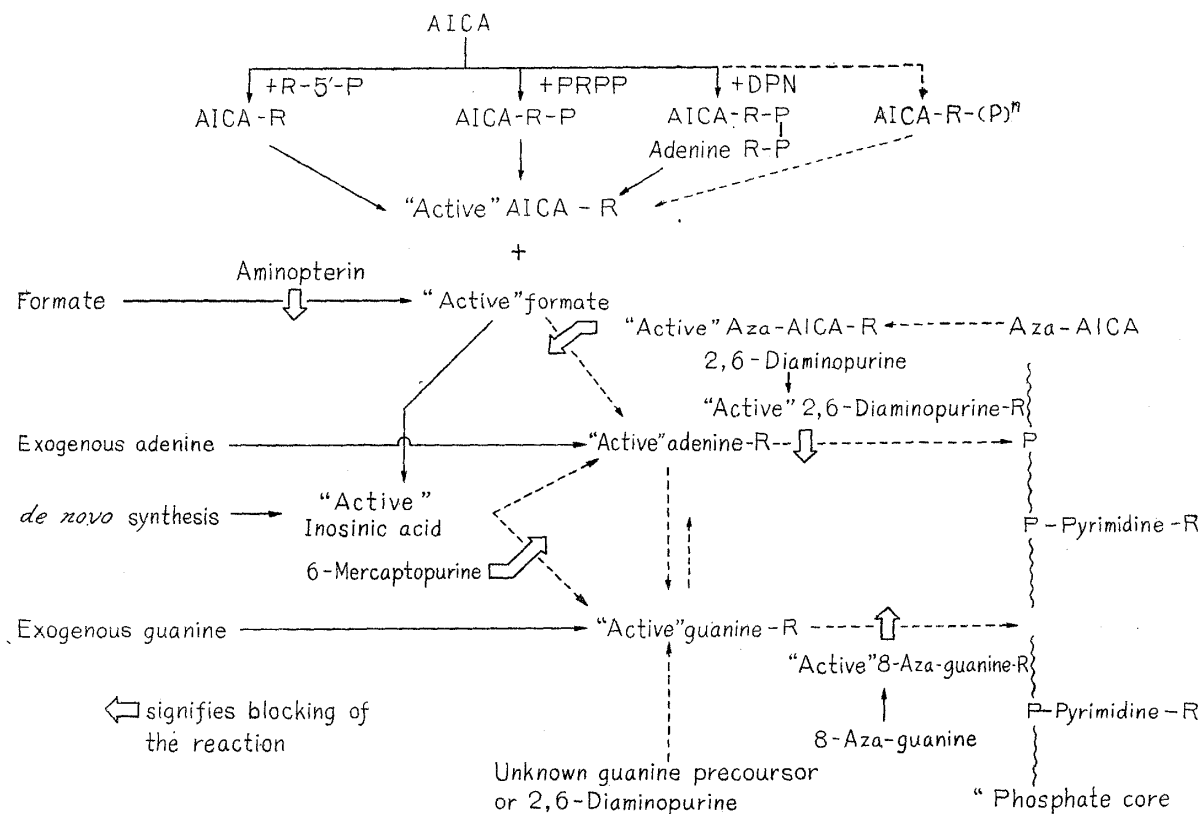 AICA
+R-5'-P
+PRPP
+DPN
AICA-R
AICA-R-P
AICA-R-P
AICA-R-(P)n
Adenine R-P
"Active" AICA-R
+
Aminopterin
Formate
"Active" formate
"Active" Aza-AICA-R
Aza-AICA
2,6-Diaminopurine
"Active" 2,6-Diaminopurine-R
Exogenous adenine
"Active" adenine-R
P
de novo synthesis
"Active"
Inosinic acid
P-Pyrimidine-R
6-Mercaptopurine
Exogenous guanine
"Active" guanine-R
"Active" 8-Aza-guanine-R
signifies blocking of
the reaction
P-Pyrimidine-R
8-Aza-guanine
Unknown guanine precoursor
or 2,6-Diaminopurine
" Phosphate core